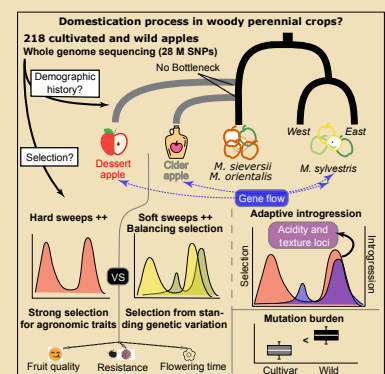 Domestication process in woody perennial crops?
218 cultivated and wild apples
Whole genome sequencing (28 M SNPs)
No Bottleneck
Demographic
history?
Selection?
Dessert
apple
Cider
apple
M. sieversii
M. orientalis
West
East
M. sylvestris
Gene flow
Hard sweeps ++
Soft sweeps ++
Balancing selection
Adaptive introgression
Acidity and
texture loci
Selection
Introgression
VS
Strong selection
for agronomic traits
Selection from stan-
ding genetic variation
Mutation burden
<
Fruit quality
Resistance
Flowering time
Cultivar
Wild